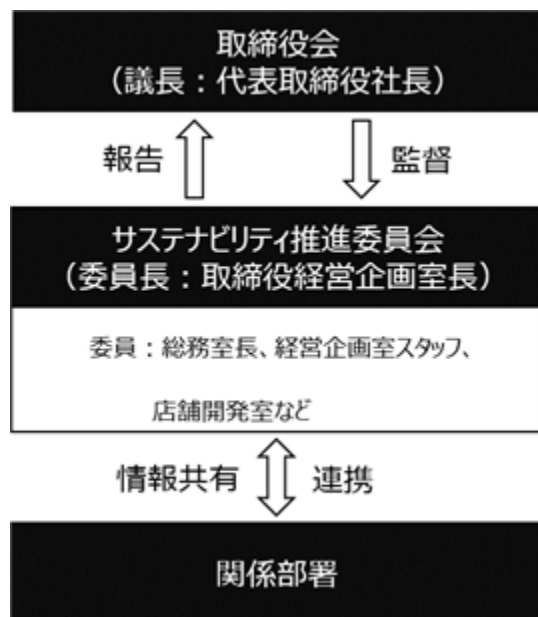 取締役会
（議長：代表取締役社長）
報告
監督
サステナビリティ推進委員会
（委員長：取締役経営企画室長）
委員：総務室長、経営企画室スタッフ、
店舗開発室など
情報共有
連携
関係部署